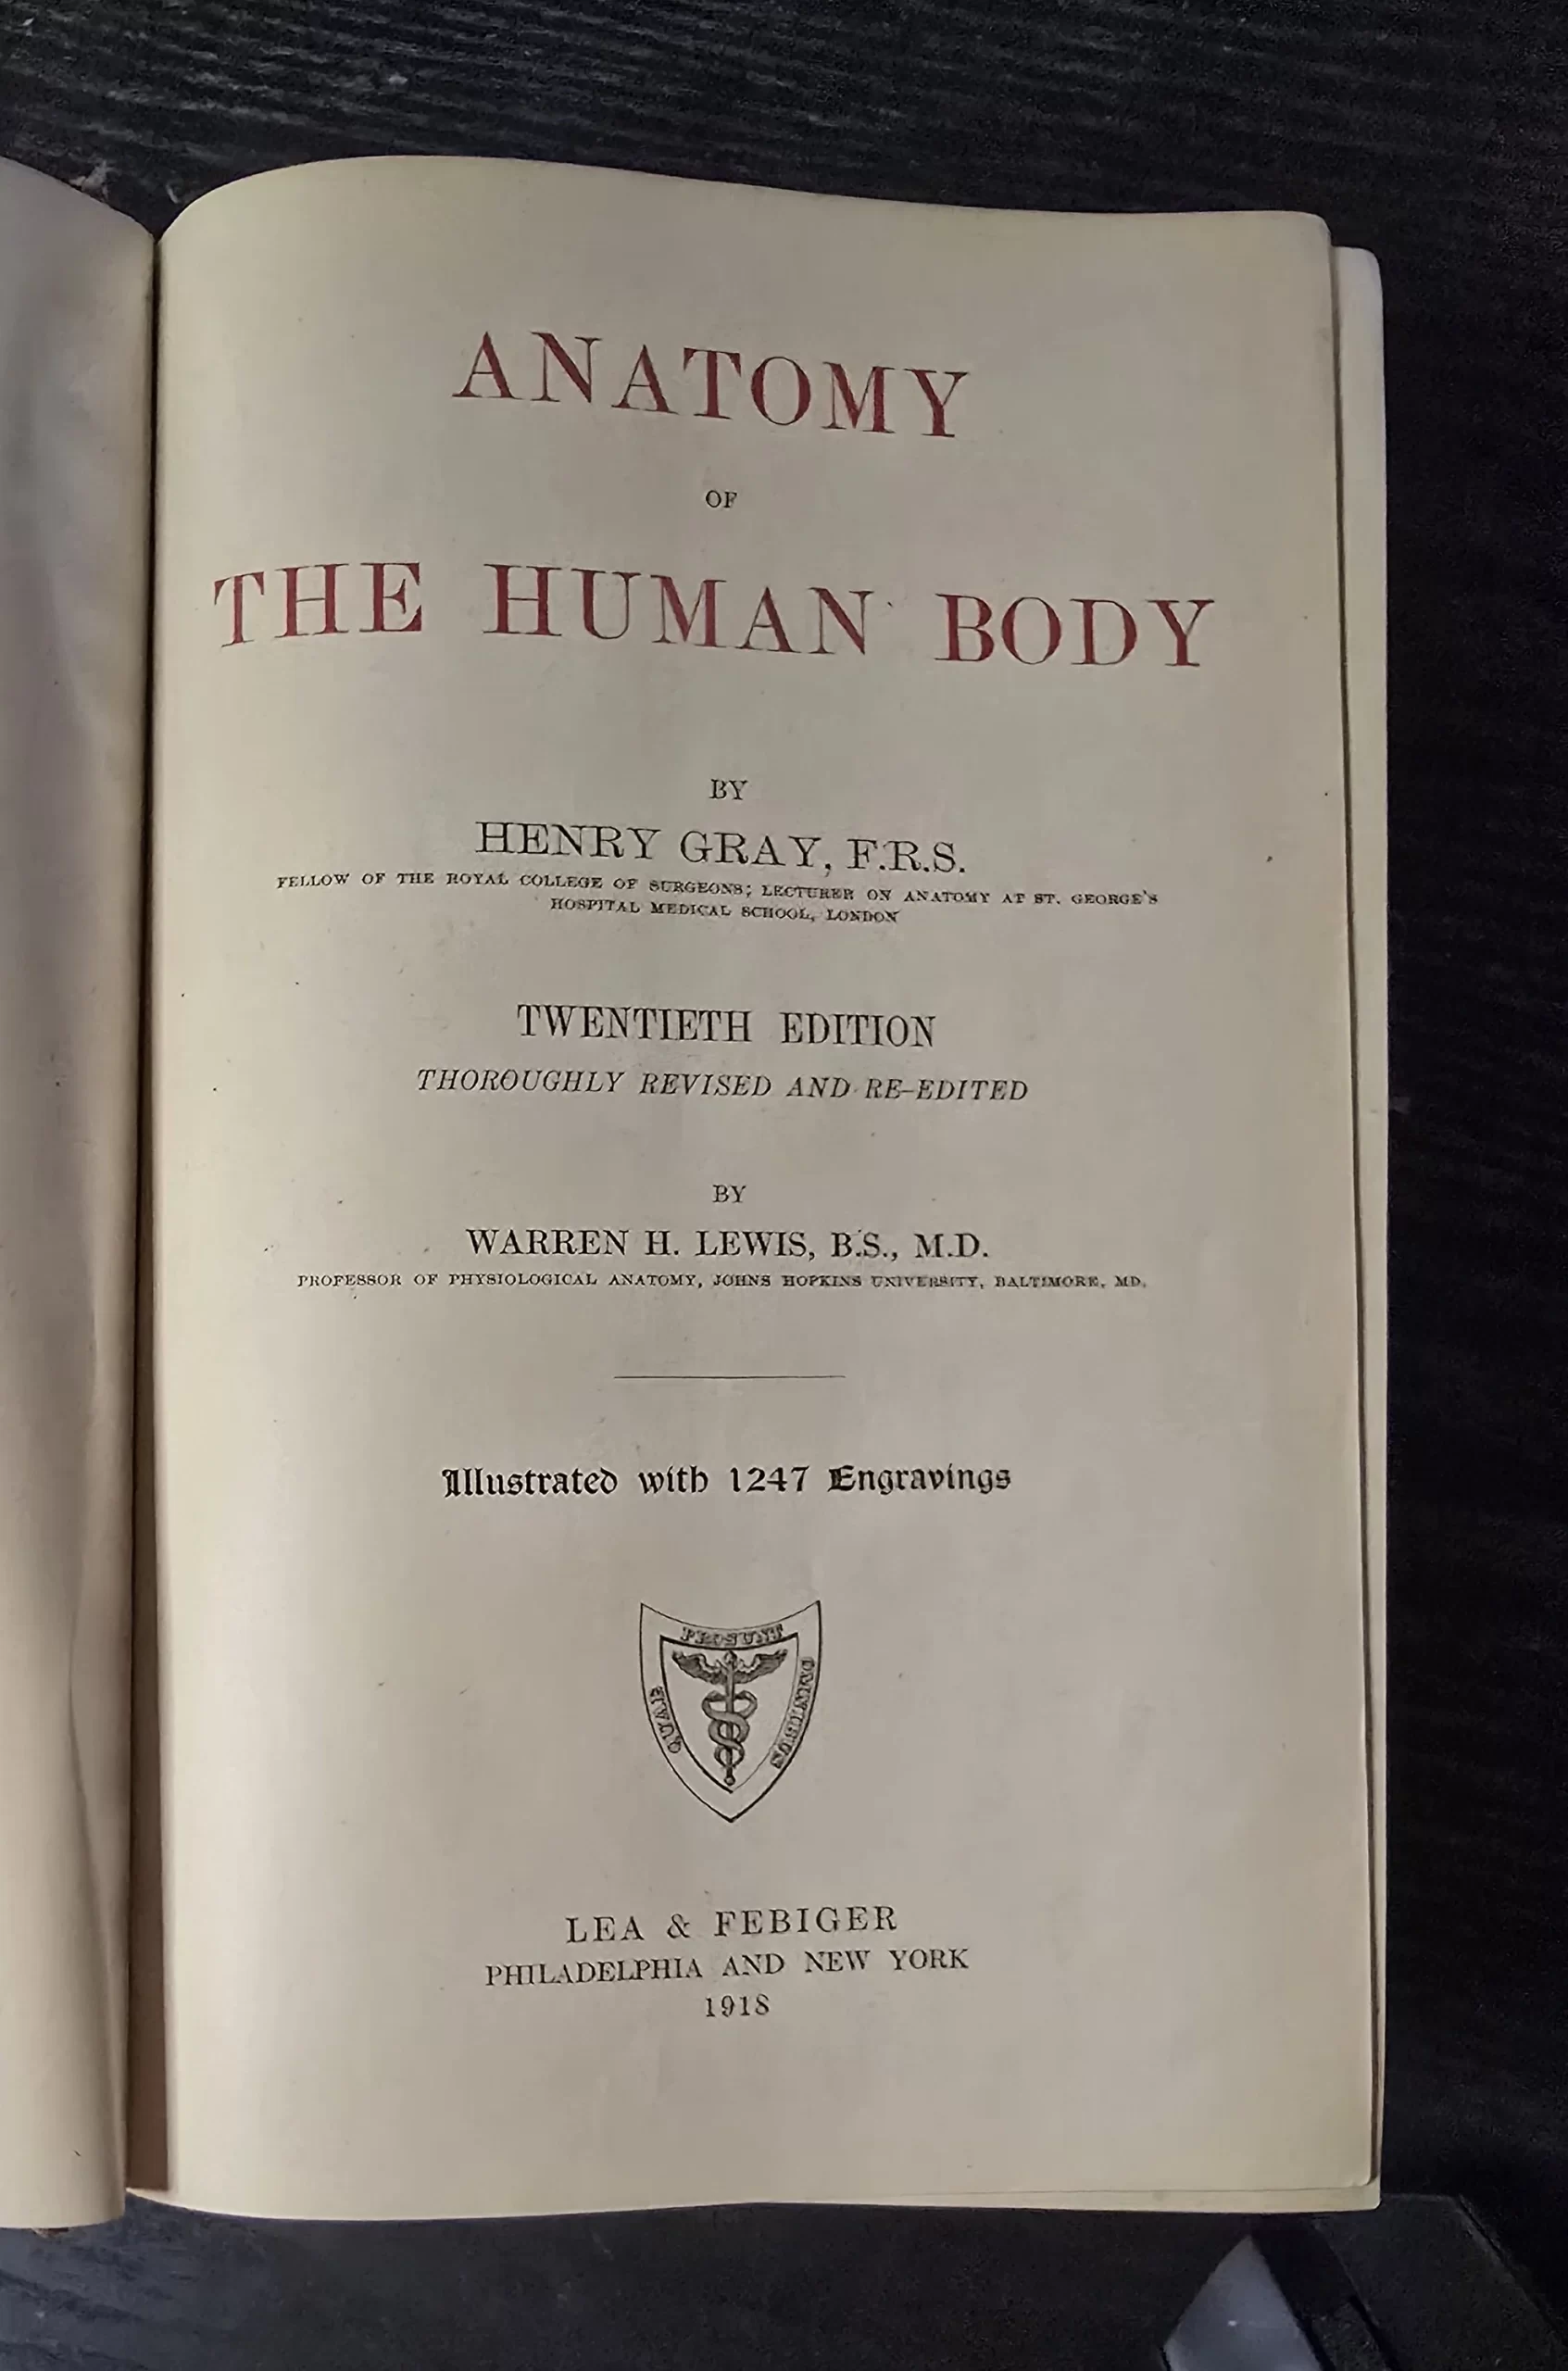 ANATOMY
OF
THE HUMAN BODY
BY
HENRY GRAY, F.R.S.
FELLOW OF THE ROYAL COLLEGE OF SURGEONS; LECTURER ON ANATOMY AT ST. GEORGE'S
HOSPITAL MEDICAL SCHOOL, LONDON
TWENTIETH EDITION
THOROUGHLY REVISED AND RE-EDITED
BY
WARREN H. LEWIS, B.S., M.D.
PROFESSOR OF PHYSIOLOGICAL ANATOMY, JOHNS HOPKINS UNIVERSITY, BALTIMORE, MD.
Illustrated with 1247 Engravings
QUAE
PROSUNT
OMNIBUS
LEA & FEBIGER
PHILADELPHIA AND NEW YORK
1918